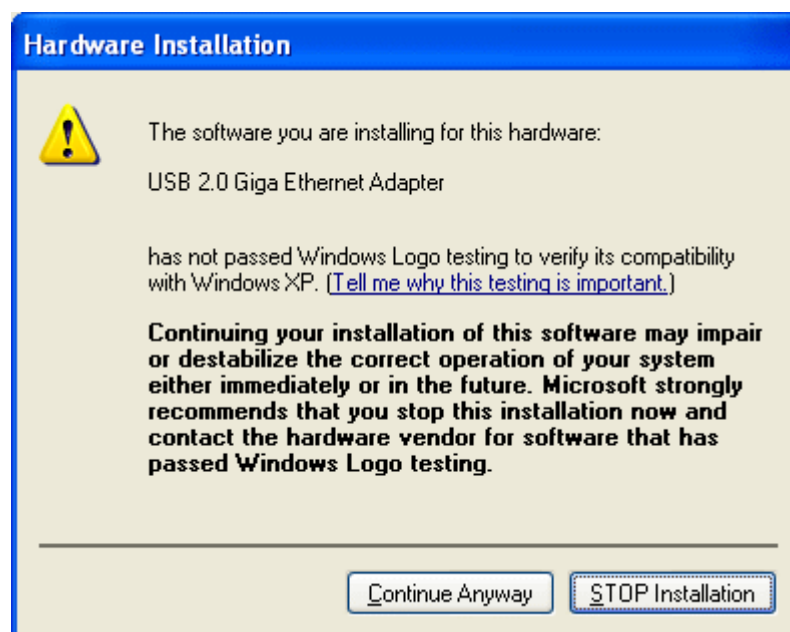 Hardware Installation
The software you are installing for this hardware:
USB 2.0 Giga Ethernet Adapter
has not passed Windows Logo testing to verify its compatibility
with Windows XP. (Tell me why this testing is important.)
Continuing your installation of this software may impair
or destabilize the correct operation of your system
either immediately or in the future. Microsoft strongly
recommends that you stop this installation now and
contact the hardware vendor for software that has
passed Windows Logo testing.
Continue Anyway STOP Installation